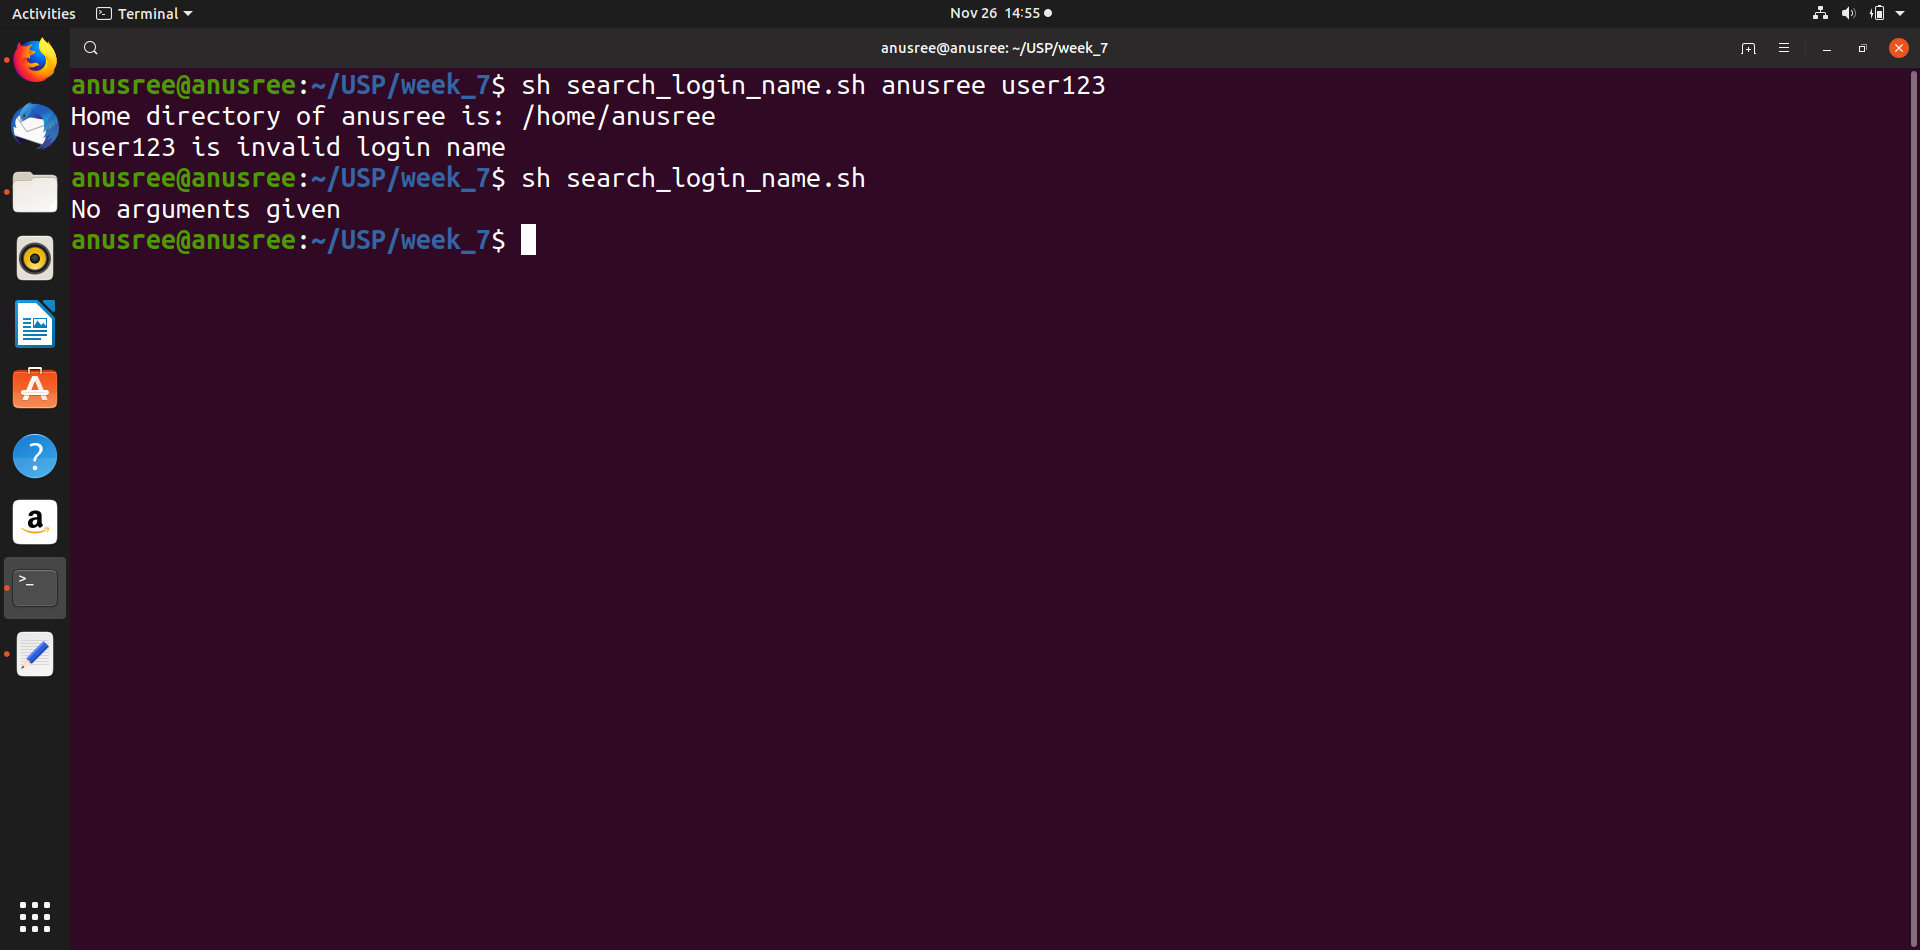 Activities Terminal Nov 26 14:55
anusree@anusree: ~/USP/week_7
anusree@anusree:~/USP/week_7$ sh search_login_name.sh anusree user123
Home directory of anusree is: /home/anusree
user123 is invalid login name
anusree@anusree:~/USP/week_7$ sh search_login_name.sh
No arguments given
anusree@anusree:~/USP/week_7$
?
a
>_